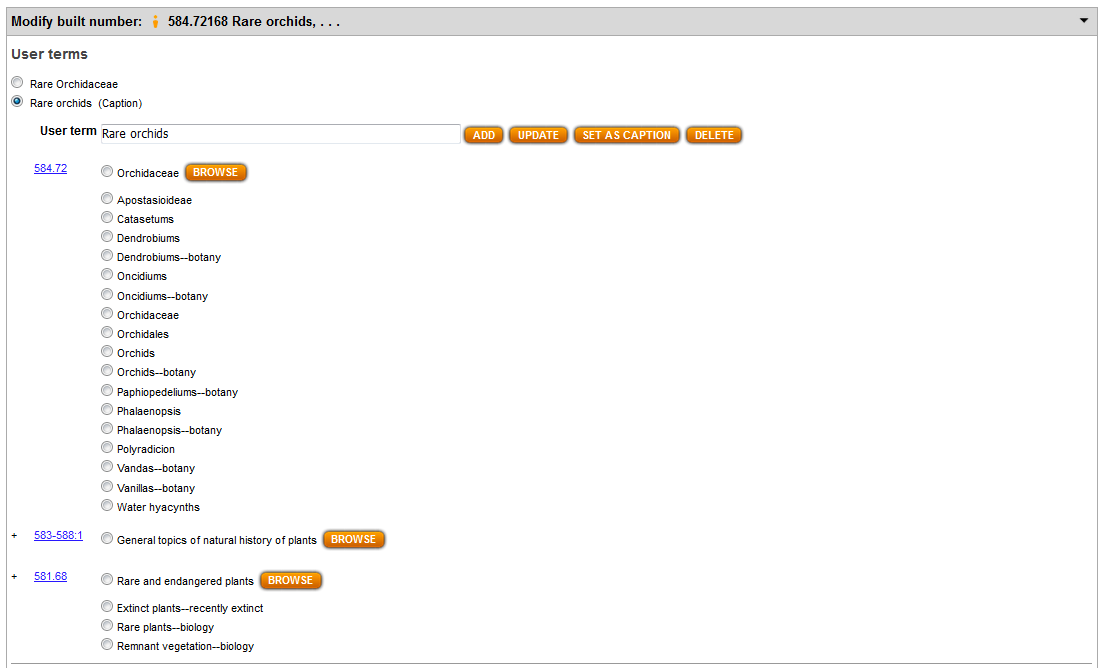 Modify built number: 584.72168 Rare orchids, . . .
User terms
Rare Orchidaceae
Rare orchids (Caption)
User term Rare orchids ADD UPDATE SET AS CAPTION DELETE
584.72 Orchidaceae BROWSE
Apostasioideae
Catasetums
Dendrobiums
Dendrobiums--botany
Oncidiums
Oncidiums--botany
Orchidaceae
Orchidales
Orchids
Orchids--botany
Paphiopedeliums--botany
Phalaenopsis
Phalaenopsis--botany
Polyradicion
Vandas--botany
Vanillas--botany
Water hyacynths
+ 583-588:1 General topics of natural history of plants BROWSE
+ 581.68 Rare and endangered plants BROWSE
Extinct plants--recently extinct
Rare plants--biology
Remnant vegetation--biology